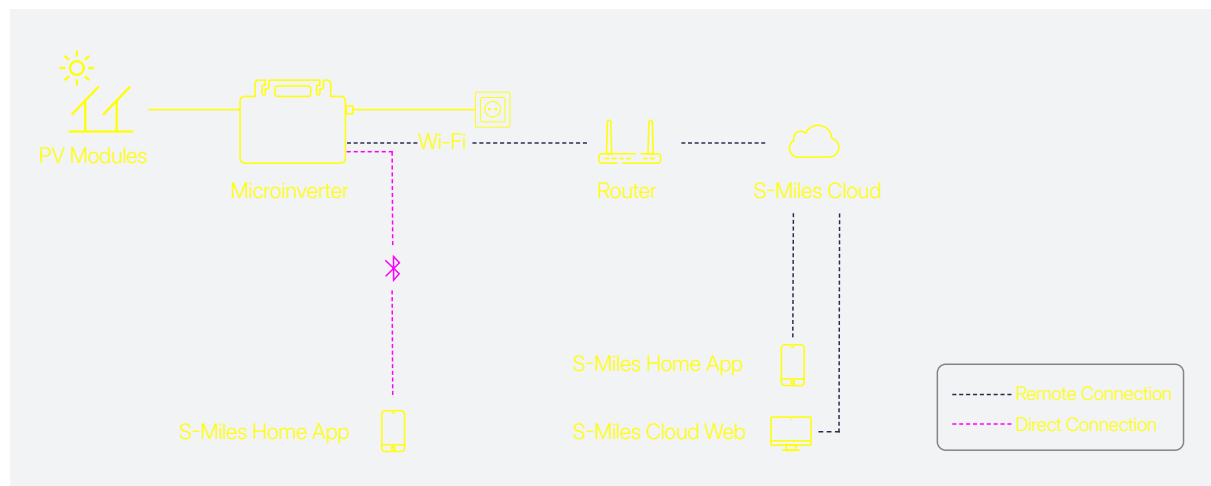 PV Modules
Microinverter
Wi-Fi
Router
S-Miles Cloud
S-Miles Home App
S-Miles Home App
S-Miles Cloud Web
Remote Connection
Direct Connection